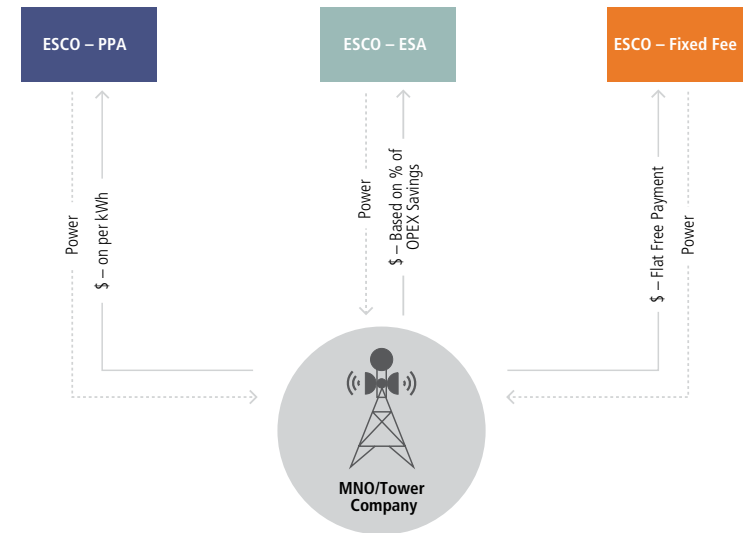 ESCO – PPA
ESCO – ESA
ESCO – Fixed Fee
Power
$ – on per kWh
Power
$ – Based on % of
OPEX Savings
$ – Flat Free Payment
Power
MNO/Tower
Company